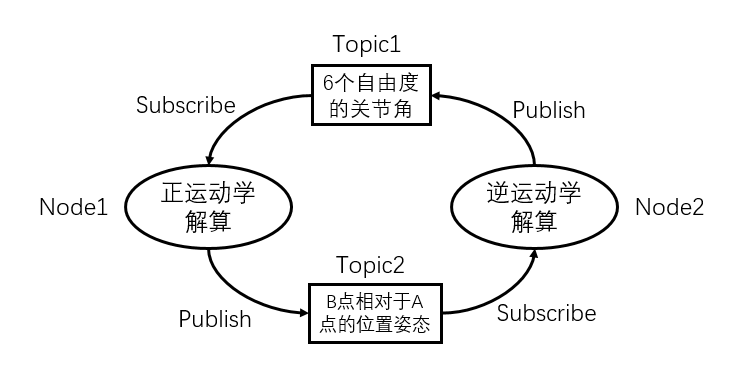 Topic1
6个自由度
的关节角
Subscribe
Publish
Node1
正运动学
解算
逆运动学
解算
Node2
Topic2
B点相对于A
点的位置姿态
Publish
Subscribe